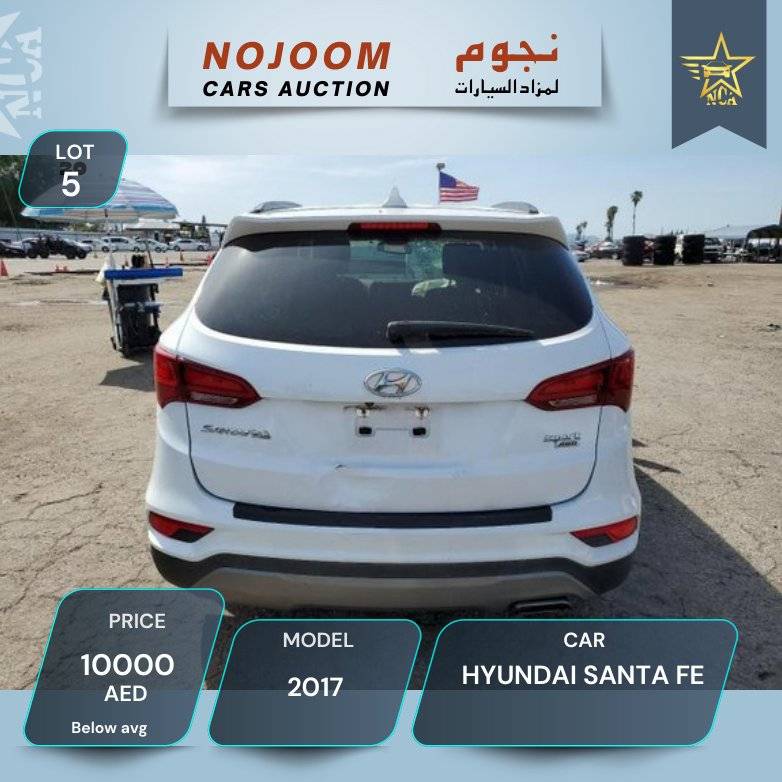 NOJOOM
CARS AUCTION
نجوم
لمزاد السيارات
NCA
NCA
LOT
5
SANTA FE
Sport
AWD
PRICE
10000
AED
Below avg
MODEL
2017
CAR
HYUNDAI SANTA FE